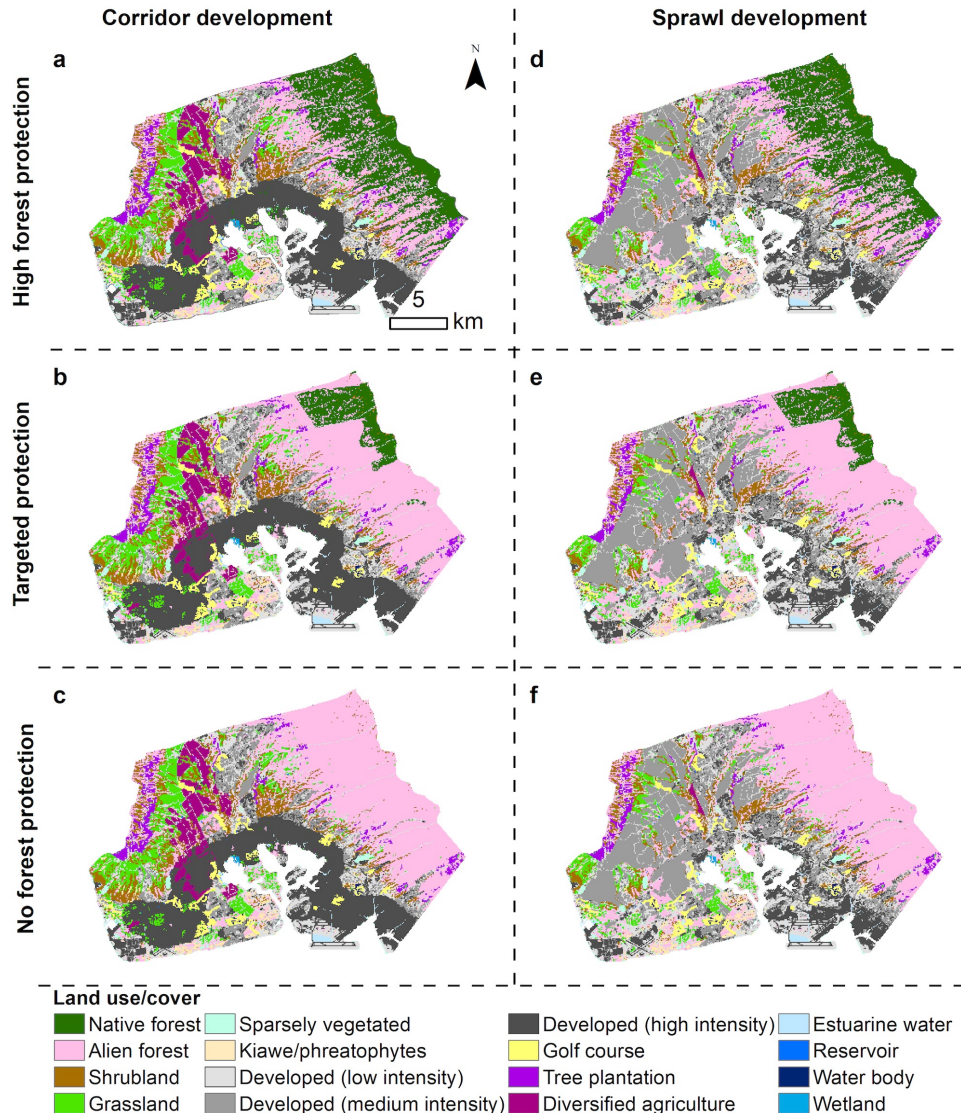 Corridor development
Sprawl development
a
N
d
High forest protection
5
km
b
e
Targeted protection
c
f
No forest protection
Land use/cover
Native forest
Sparsely vegetated
Developed (high intensity)
Estuarine water
Alien forest
Kiawe/phreatophytes
Golf course
Reservoir
Shrubland
Developed (low intensity)
Tree plantation
Water body
Grassland
Developed (medium intensity)
Diversified agriculture
Wetland